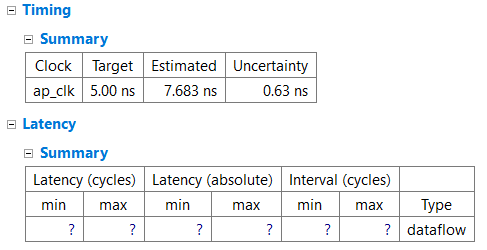 Timing
Summary
Clock Target Estimated Uncertainty
ap_clk 5.00 ns 7.683 ns 0.63 ns
Latency
Summary
Latency (cycles) Latency (absolute) Interval (cycles)
min max min max min max Type
? ? ? ? ? ? dataflow